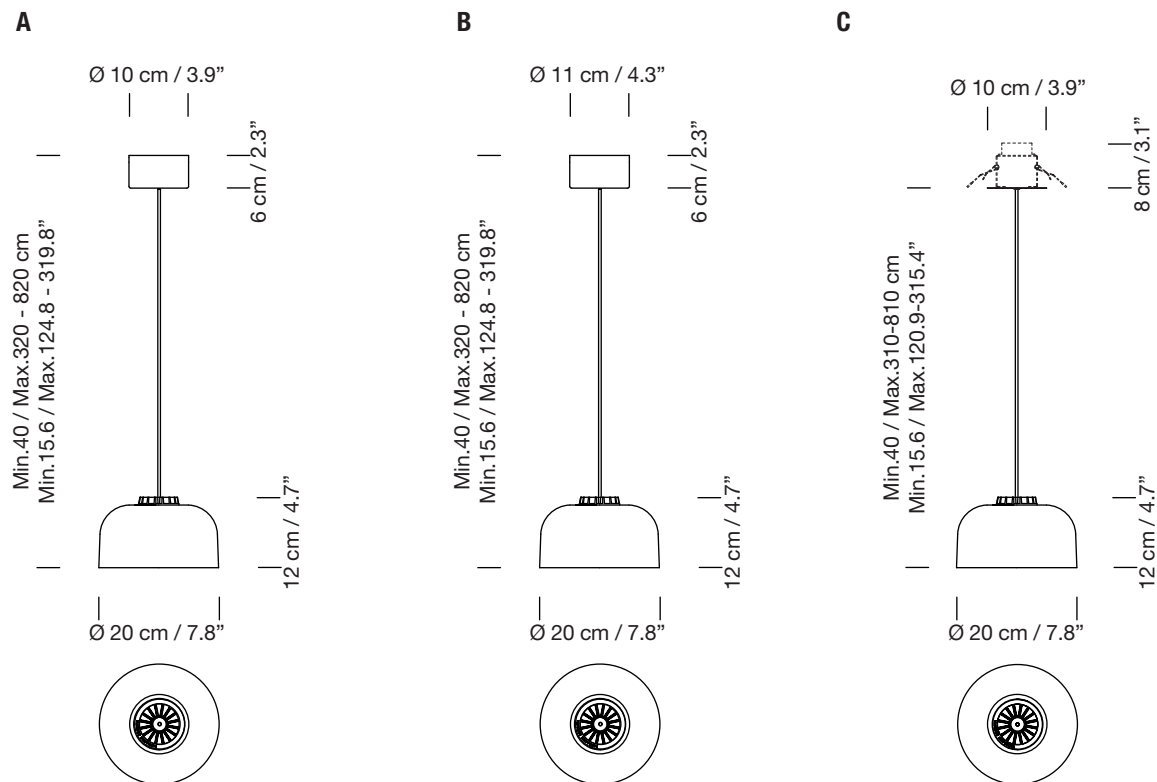 A
Ø 10 cm / 3.9”
6 cm / 2.3”
Min.40 / Max.320 - 820 cm
Min.15.6 / Max.124.8 - 319.8”
12 cm / 4.7”
Ø 20 cm / 7.8”
B
Ø 11 cm / 4.3”
6 cm / 2.3”
Min.40 / Max.320 - 820 cm
Min.15.6 / Max.124.8 - 319.8”
12 cm / 4.7”
Ø 20 cm / 7.8”
C
Ø 10 cm / 3.9”
8 cm / 3.1”
Min.40 / Max.310-810 cm
Min.15.6 / Max.120.9-315.4”
12 cm / 4.7”
Ø 20 cm / 7.8”